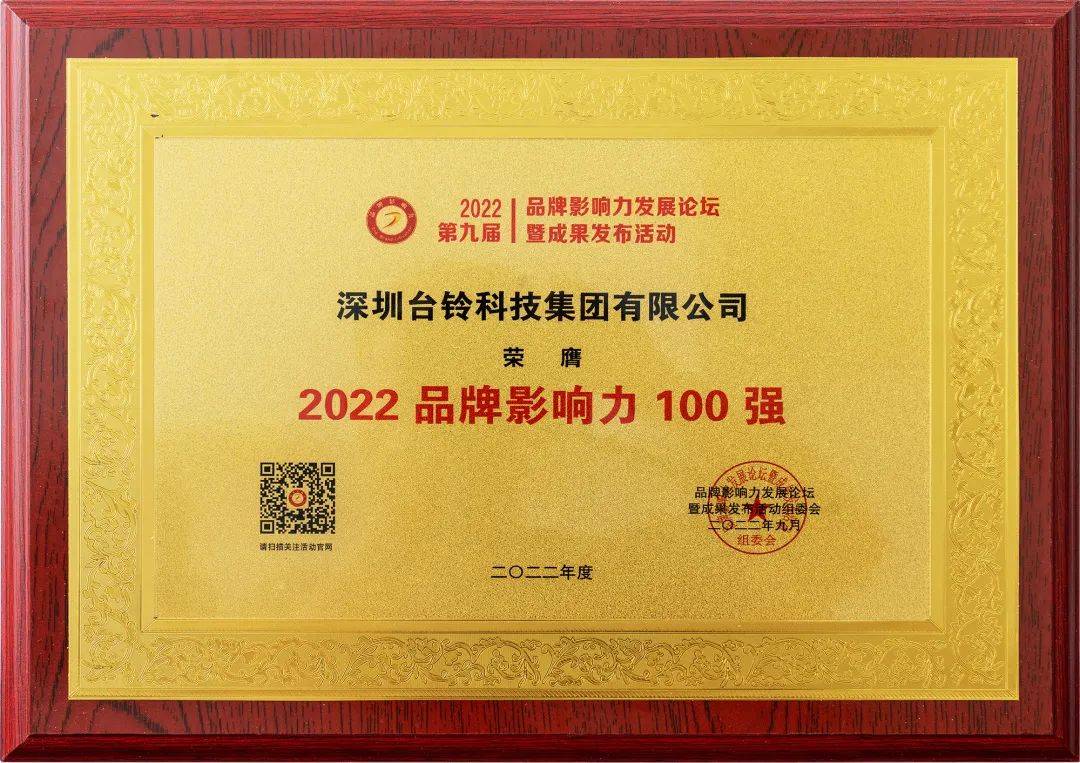 2022
第九届
品牌影响力发展论坛
暨成果发布活动
深圳台铃科技集团有限公司
荣 膺
2022 品牌影响力 100 强
请扫描关注活动官网
品牌影响力发展论坛
暨成果发布活动组委会
二〇二二年九月
组委会
二〇二二年度